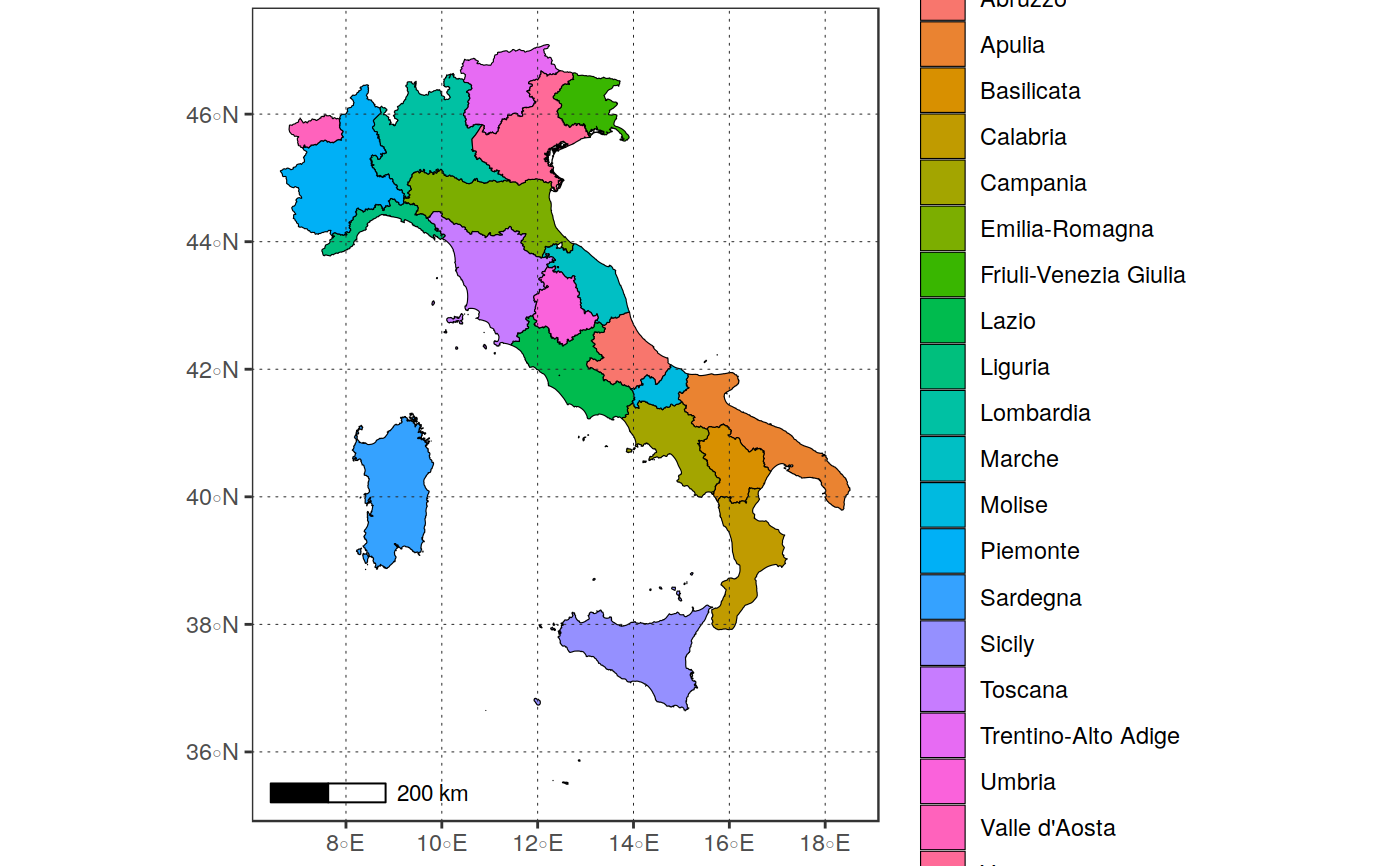 46°N
44°N
42°N
40°N
38°N
36°N
200 km
8°E 10°E 12°E 14°E 16°E 18°E
Abruzzo
Apulia
Basilicata
Calabria
Campania
Emilia-Romagna
Friuli-Venezia Giulia
Lazio
Liguria
Lombardia
Marche
Molise
Piemonte
Sardegna
Sicily
Toscana
Trentino-Alto Adige
Umbria
Valle d'Aosta